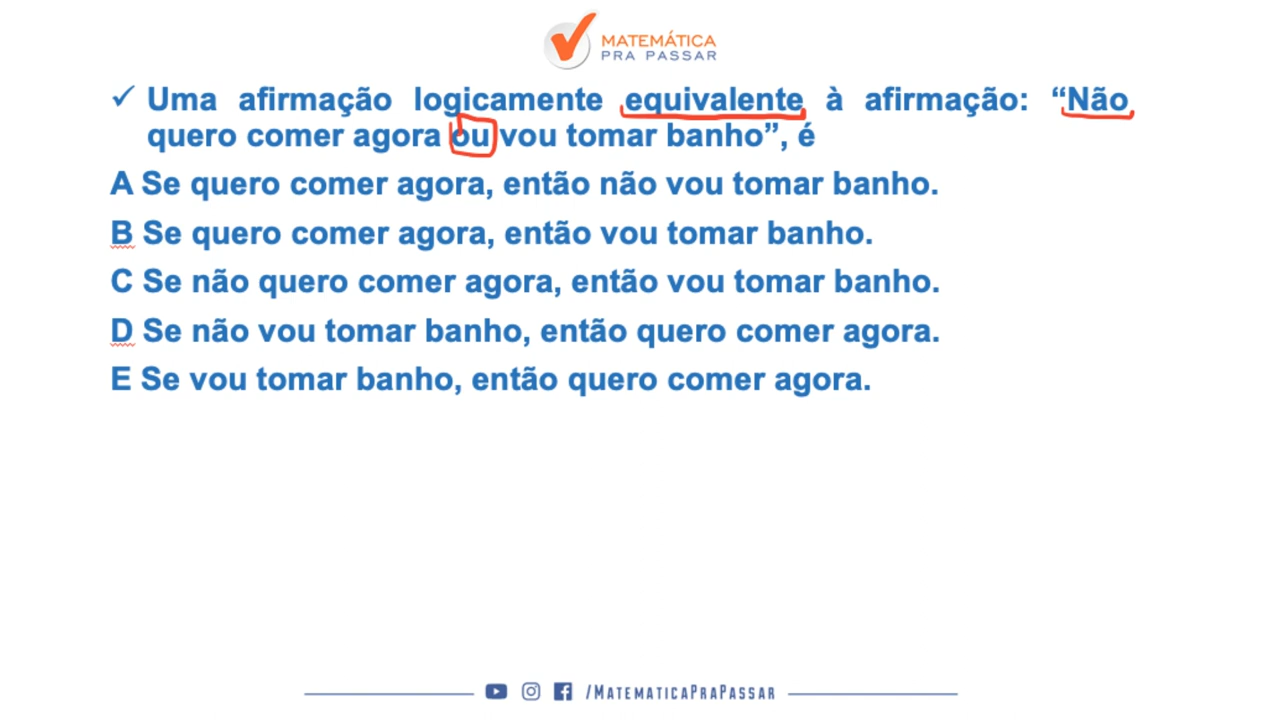 MATEMÁTICA
PRA PASSAR
✓ Uma afirmação logicamente equivalente à afirmação: “Não
quero comer agora ou vou tomar banho”, é
A Se quero comer agora, então não vou tomar banho.
B Se quero comer agora, então vou tomar banho.
C Se não quero comer agora, então vou tomar banho.
D Se não vou tomar banho, então quero comer agora.
E Se vou tomar banho, então quero comer agora.
/MATEMATICAPRAPASSAR